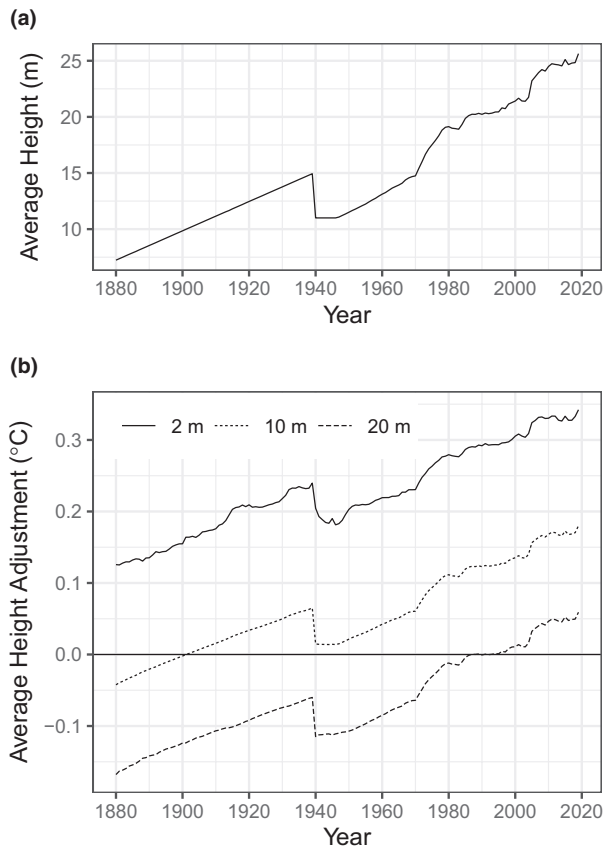 (a)
Average Height (m)
25
20
15
10
1880 1900 1920 1940 1960 1980 2000 2020
Year
(b)
Average Height Adjustment (°C)
2 m 10 m 20 m
0.3
0.2
0.1
0.0
−0.1
1880 1900 1920 1940 1960 1980 2000 2020
Year